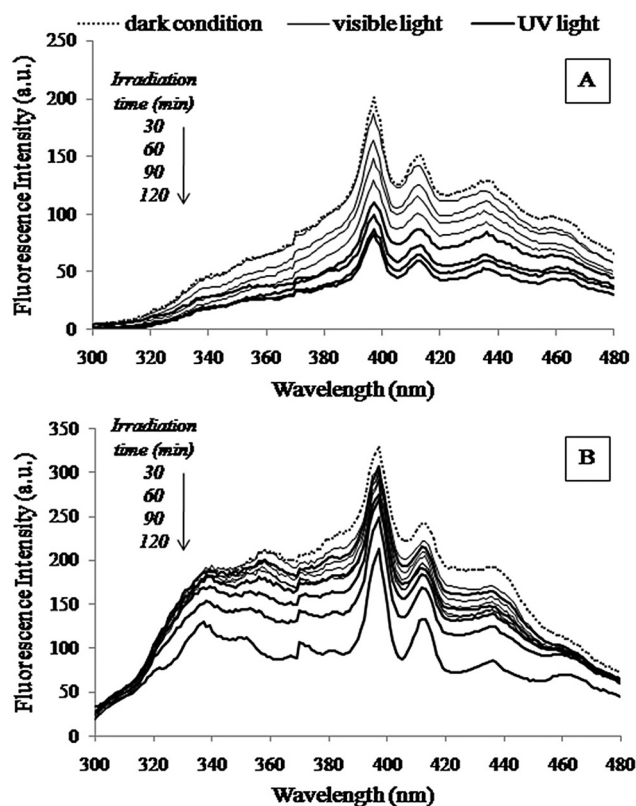 dark condition visible light UV light
A
Irradiation
time (min)
30
60
90
120
250
200
150
100
50
0
Fluorescence Intensity (a.u.)
300 320 340 360 380 400 420 440 460 480
Wavelength (nm)
B
Irradiation
time (min)
30
60
90
120
350
300
250
200
150
100
50
0
Fluorescence Intensity (a.u.)
300 320 340 360 380 400 420 440 460 480
Wavelength (nm)